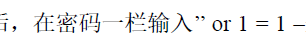 后，在密码一栏输入” or 1 = 1 –